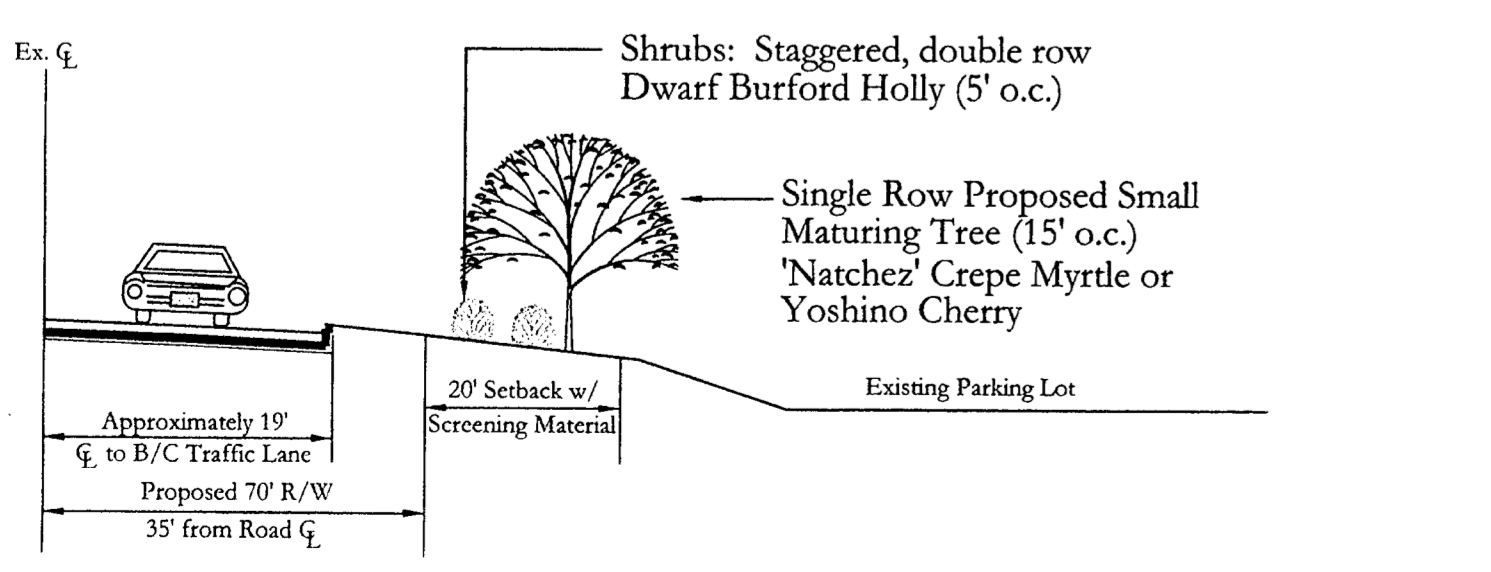 Ex. ℄
Shrubs: Staggered, double row
Dwarf Burford Holly (5' o.c.)
Single Row Proposed Small
Maturing Tree (15' o.c.)
'Natchez' Crepe Myrtle or
Yoshino Cherry
20' Setback w/
Screening Material
Existing Parking Lot
Approximately 19'
℄ to B/C Traffic Lane
Proposed 70' R/W
35' from Road ℄